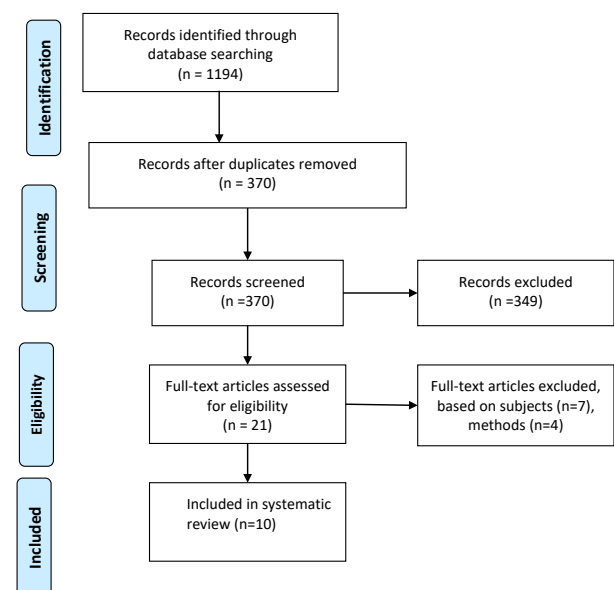 Identification
Records identified through
database searching
(n = 1194)
Records after duplicates removed
(n = 370)
Screening
Records screened
(n =370)
Records excluded
(n =349)
Eligibility
Full-text articles assessed
for eligibility
(n = 21)
Full-text articles excluded,
based on subjects (n=7),
methods (n=4)
Included
Included in systematic
review (n=10)